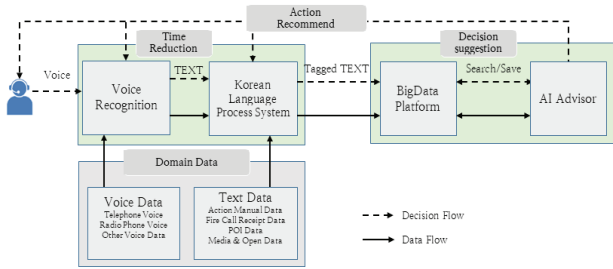 Action
Recommend
Time
Reduction
Decision
suggestion
Voice
TEXT
Tagged TEXT
Search/Save
Voice
Recognition
Korean
Language
Process System
BigData
Platform
AI Advisor
Domain Data
Voice Data
Telephone Voice
Radio Phone Voice
Other Voice Data
Text Data
Action Manual Data
Fire Call Receipt Data
POI Data
Media & Open Data
Decision Flow
Data Flow